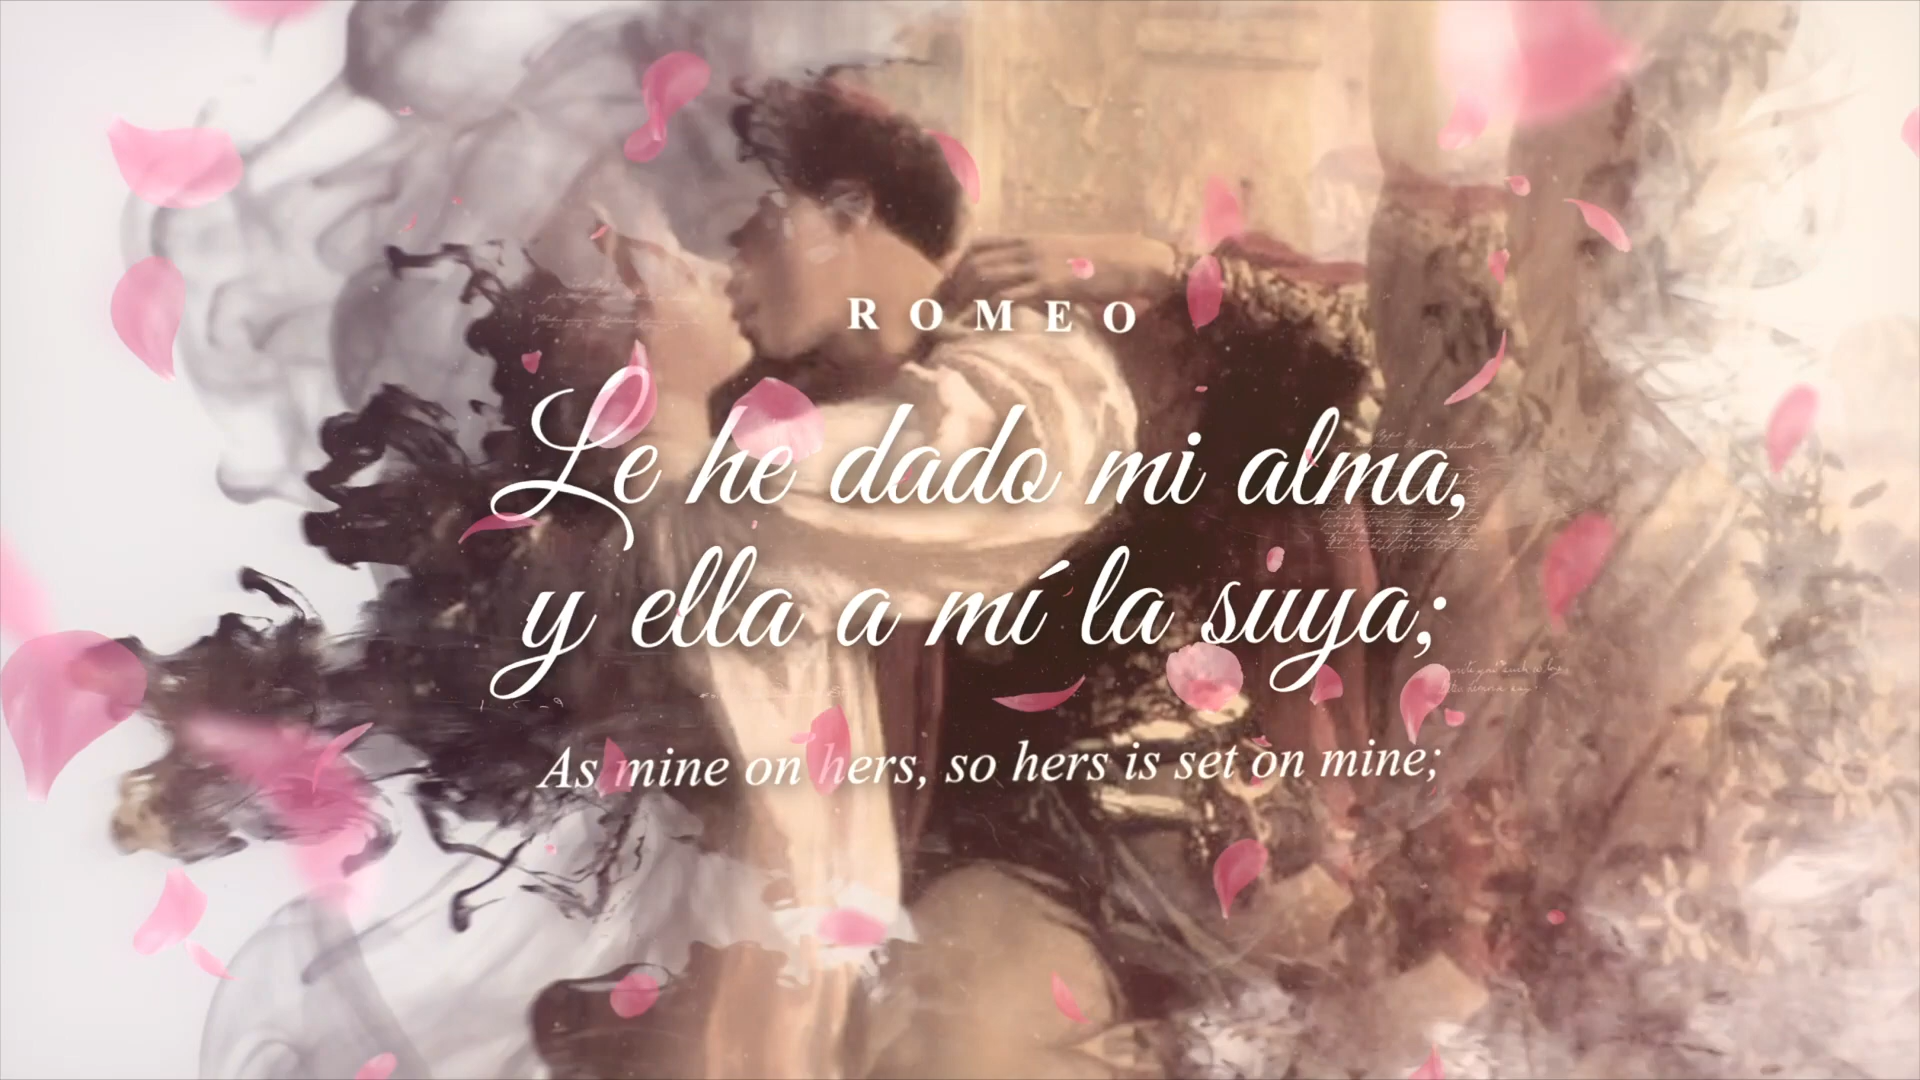 ROMEO
Le he dado mi alma,
y ella a mí la suya;
As mine on hers, so hers is set on mine;